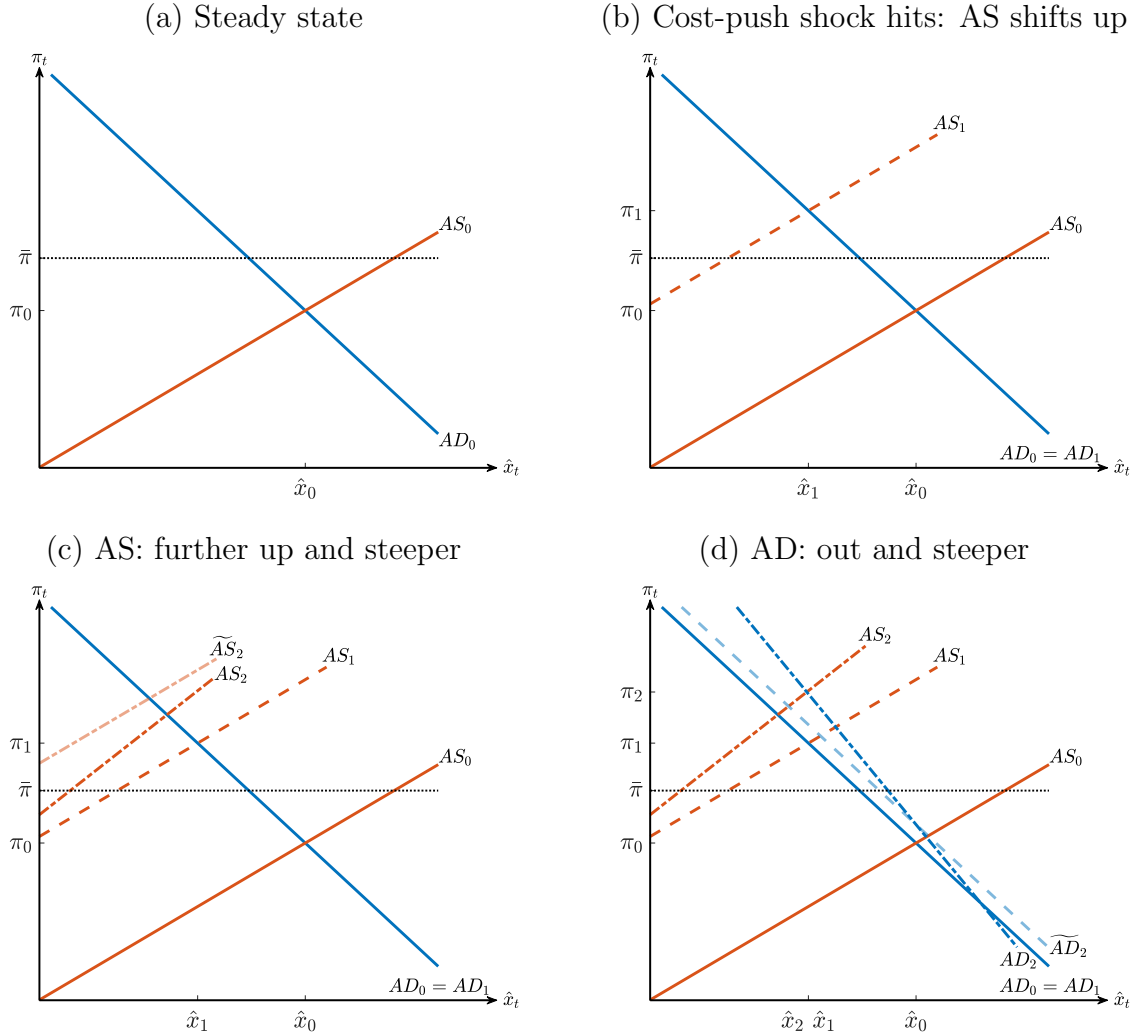 (a) Steady state
π_t
AS_0
π̄
π_0
AD_0
x̂_t
x̂_0
(b) Cost-push shock hits: AS shifts up
π_t
AS_1
π_1
AS_0
π̄
π_0
AD_0 = AD_1
x̂_t
x̂_1 x̂_0
(c) AS: further up and steeper
π_t
ÃS_2
AS_2
AS_1
π_1
AS_0
π̄
π_0
AD_0 = AD_1
x̂_t
x̂_1 x̂_0
(d) AD: out and steeper
π_t
AS_2
AS_1
π_2
π_1
AS_0
π̄
π_0
ÃD_2
AD_2
AD_0 = AD_1
x̂_t
x̂_2 x̂_1 x̂_0